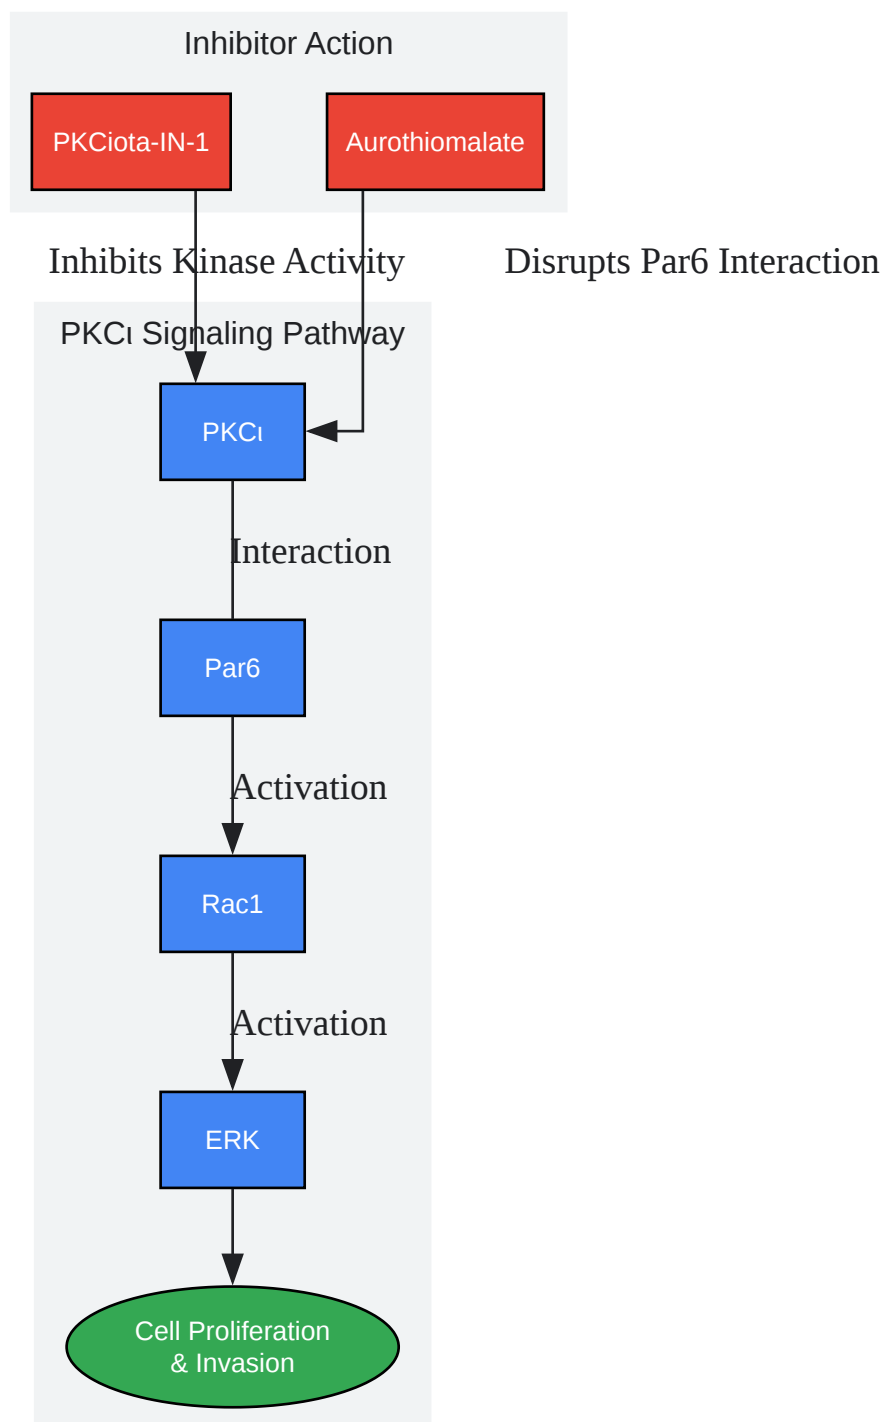 Inhibitor Action
PKCiota-IN-1
Aurothiomalate
Inhibits Kinase Activity
Disrupts Par6 Interaction
PKCι Signaling Pathway
PKCι
Interaction
Par6
Activation
Rac1
Activation
ERK
Cell Proliferation
& Invasion